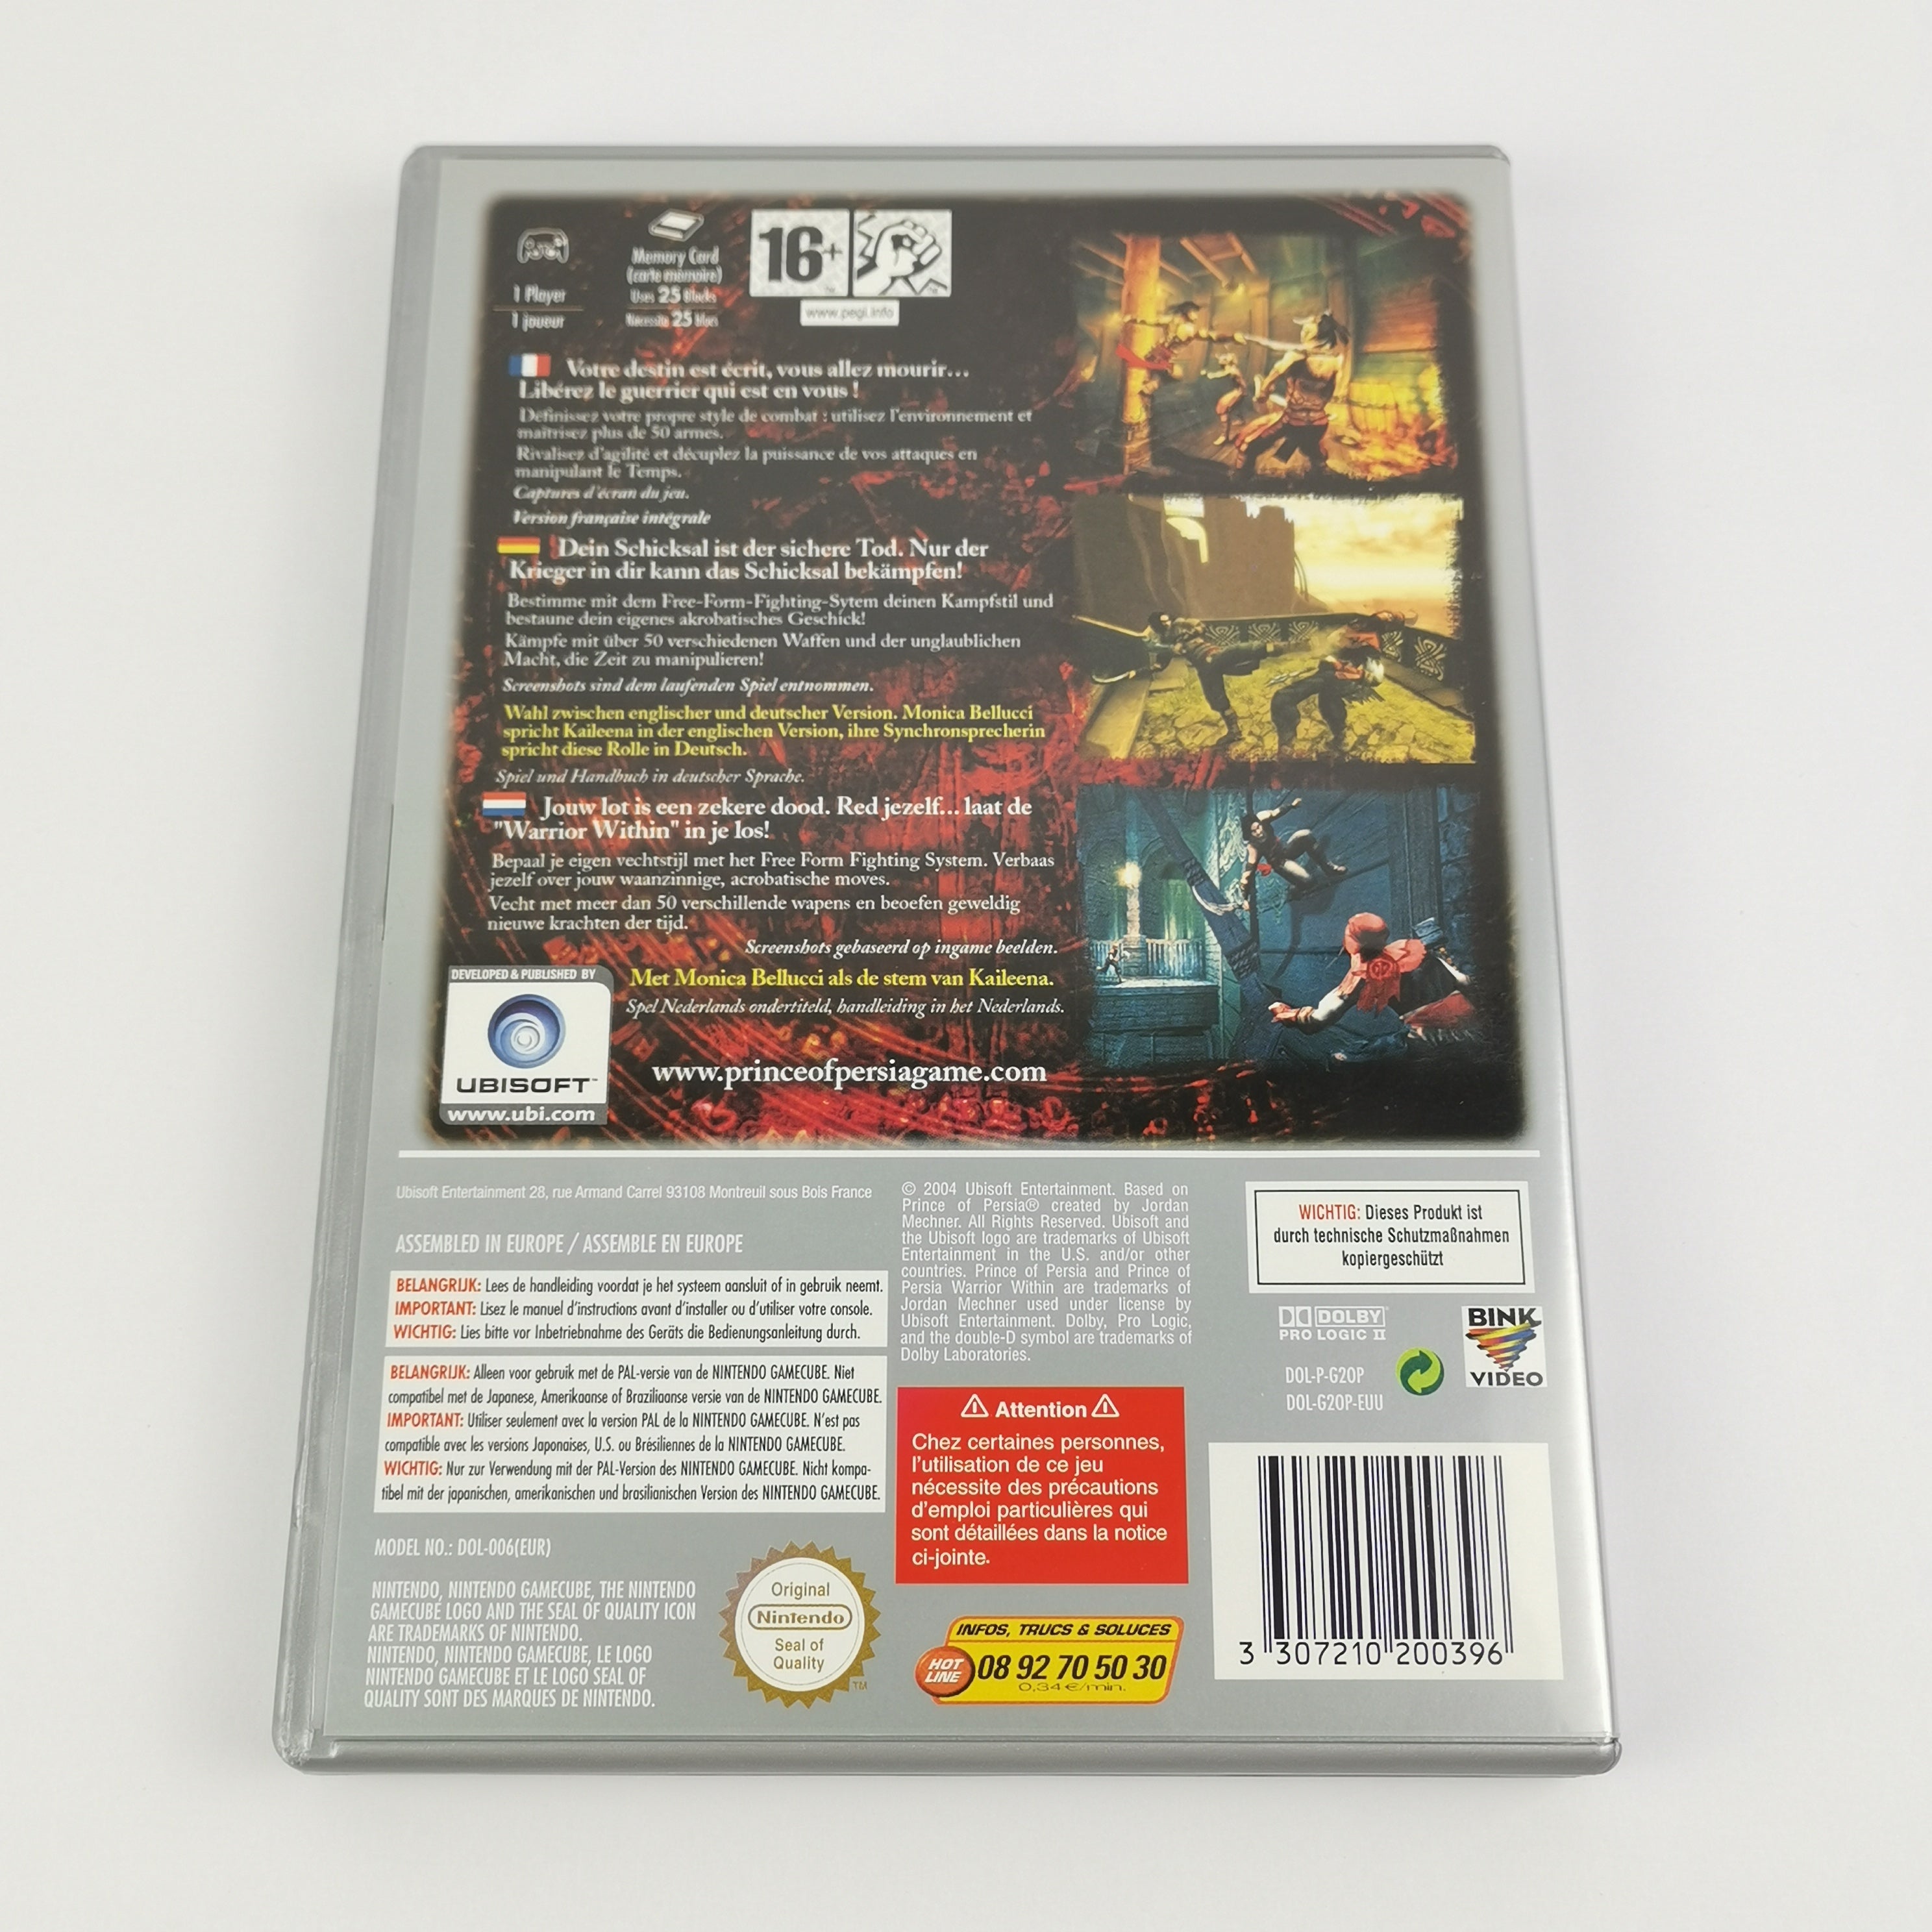 1 Player
1 joueur
Memory Card
(carte mémoire)
Uses 25 Blocks
Nécessite 25 blocs
16+
www.pegi.info
Votre destin est écrit, vous allez mourir...
Libérez le guerrier qui est en vous !
Définissez votre propre style de combat : utilisez l'environnement et
maîtrisez plus de 50 armes.
Rivalisez d'agilité et décuplez la puissance de vos attaques en
manipulant le Temps.
Captures d'écran du jeu.
Version française intégrale
Dein Schicksal ist der sichere Tod. Nur der
Krieger in dir kann das Schicksal bekämpfen!
Bestimme mit dem Free-Form-Fighting-Sytem deinen Kampfstil und
bestaune dein eigenes akrobatisches Geschick!
Kämpfe mit über 50 verschiedenen Waffen und der unglaublichen
Macht, die Zeit zu manipulieren!
Screenshots sind dem laufenden Spiel entnommen.
Wahl zwischen englischer und deutscher Version. Monica Bellucci
spricht Kaileena in der englischen Version, ihre Synchronsprecherin
spricht diese Rolle in Deutsch.
Spiel und Handbuch in deutscher Sprache.
Jouw lot is een zekere dood. Red jezelf... laat de
"Warrior Within" in je los!
Bepaal je eigen vechtstijl met het Free Form Fighting System. Verbaas
jezelf over jouw waanzinnige, acrobatische moves.
Vecht met meer dan 50 verschillende wapens en beoefen geweldig
nieuwe krachten der tijd.
Screenshots gebaseerd op ingame beelden.
Met Monica Bellucci als de stem van Kaileena.
Spel Nederlands ondertiteld, handleiding in het Nederlands.
DEVELOPED & PUBLISHED BY
UBISOFT™
www.ubi.com
www.princeofpersiagame.com
Ubisoft Entertainment 28, rue Armand Carrel 93108 Montreuil sous Bois France
ASSEMBLED IN EUROPE / ASSEMBLE EN EUROPE
BELANGRIJK: Lees de handleiding voordat je het systeem aansluit of in gebruik neemt.
IMPORTANT: Lisez le manuel d'instructions avant d'installer ou d'utiliser votre console.
WICHTIG: Lies bitte vor Inbetriebnahme des Geräts die Bedienungsanleitung durch.
BELANGRIJK: Alleen voor gebruik met de PAL-versie van de NINTENDO GAMECUBE. Niet
compatibel met de Japanese, Amerikaanse of Braziliaanse versie van de NINTENDO GAMECUBE.
IMPORTANT: Utiliser seulement avec la version PAL de la NINTENDO GAMECUBE. N'est pas
compatible avec les versions Japonaises, U.S. ou Brésiliennes de la NINTENDO GAMECUBE.
WICHTIG: Nur zur Verwendung mit der PAL-Version des NINTENDO GAMECUBE. Nicht kompa-
tibel mit der japanischen, amerikanischen und brasilianischen Version des NINTENDO GAMECUBE.
MODEL NO.: DOL-006(EUR)
NINTENDO, NINTENDO GAMECUBE, THE NINTENDO
GAMECUBE LOGO AND THE SEAL OF QUALITY ICON
ARE TRADEMARKS OF NINTENDO.
NINTENDO, NINTENDO GAMECUBE, LE LOGO
NINTENDO GAMECUBE ET LE LOGO SEAL OF
QUALITY SONT DES MARQUES DE NINTENDO.
Original
Nintendo
Seal of
Quality
TM
© 2004 Ubisoft Entertainment. Based on
Prince of Persia® created by Jordan
Mechner. All Rights Reserved. Ubisoft and
the Ubisoft logo are trademarks of Ubisoft
Entertainment in the U.S. and/or other
countries. Prince of Persia and Prince of
Persia Warrior Within are trademarks of
Jordan Mechner used under license by
Ubisoft Entertainment. Dolby, Pro Logic,
and the double-D symbol are trademarks of
Dolby Laboratories.
Attention
Chez certaines personnes,
l'utilisation de ce jeu
nécessite des précautions
d'emploi particulières qui
sont détaillées dans la notice
ci-jointe.
INFOS, TRUCS & SOLUCES
HOT
LINE
08 92 70 50 30
0,34€/min.
WICHTIG: Dieses Produkt ist
durch technische Schutzmaßnahmen
kopiergeschützt
DOLBY
PRO LOGIC II
BINK
VIDEO
DOL-P-G2OP
DOL-G2OP-EUU
3 307210 200396